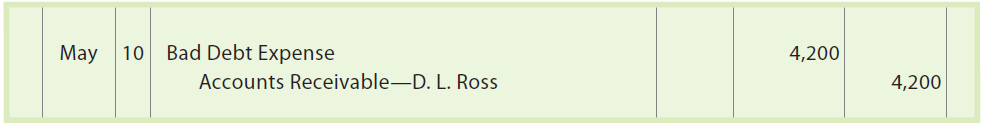 May 10 Bad Debt Expense 4,200
Accounts Receivable—D. L. Ross 4,200